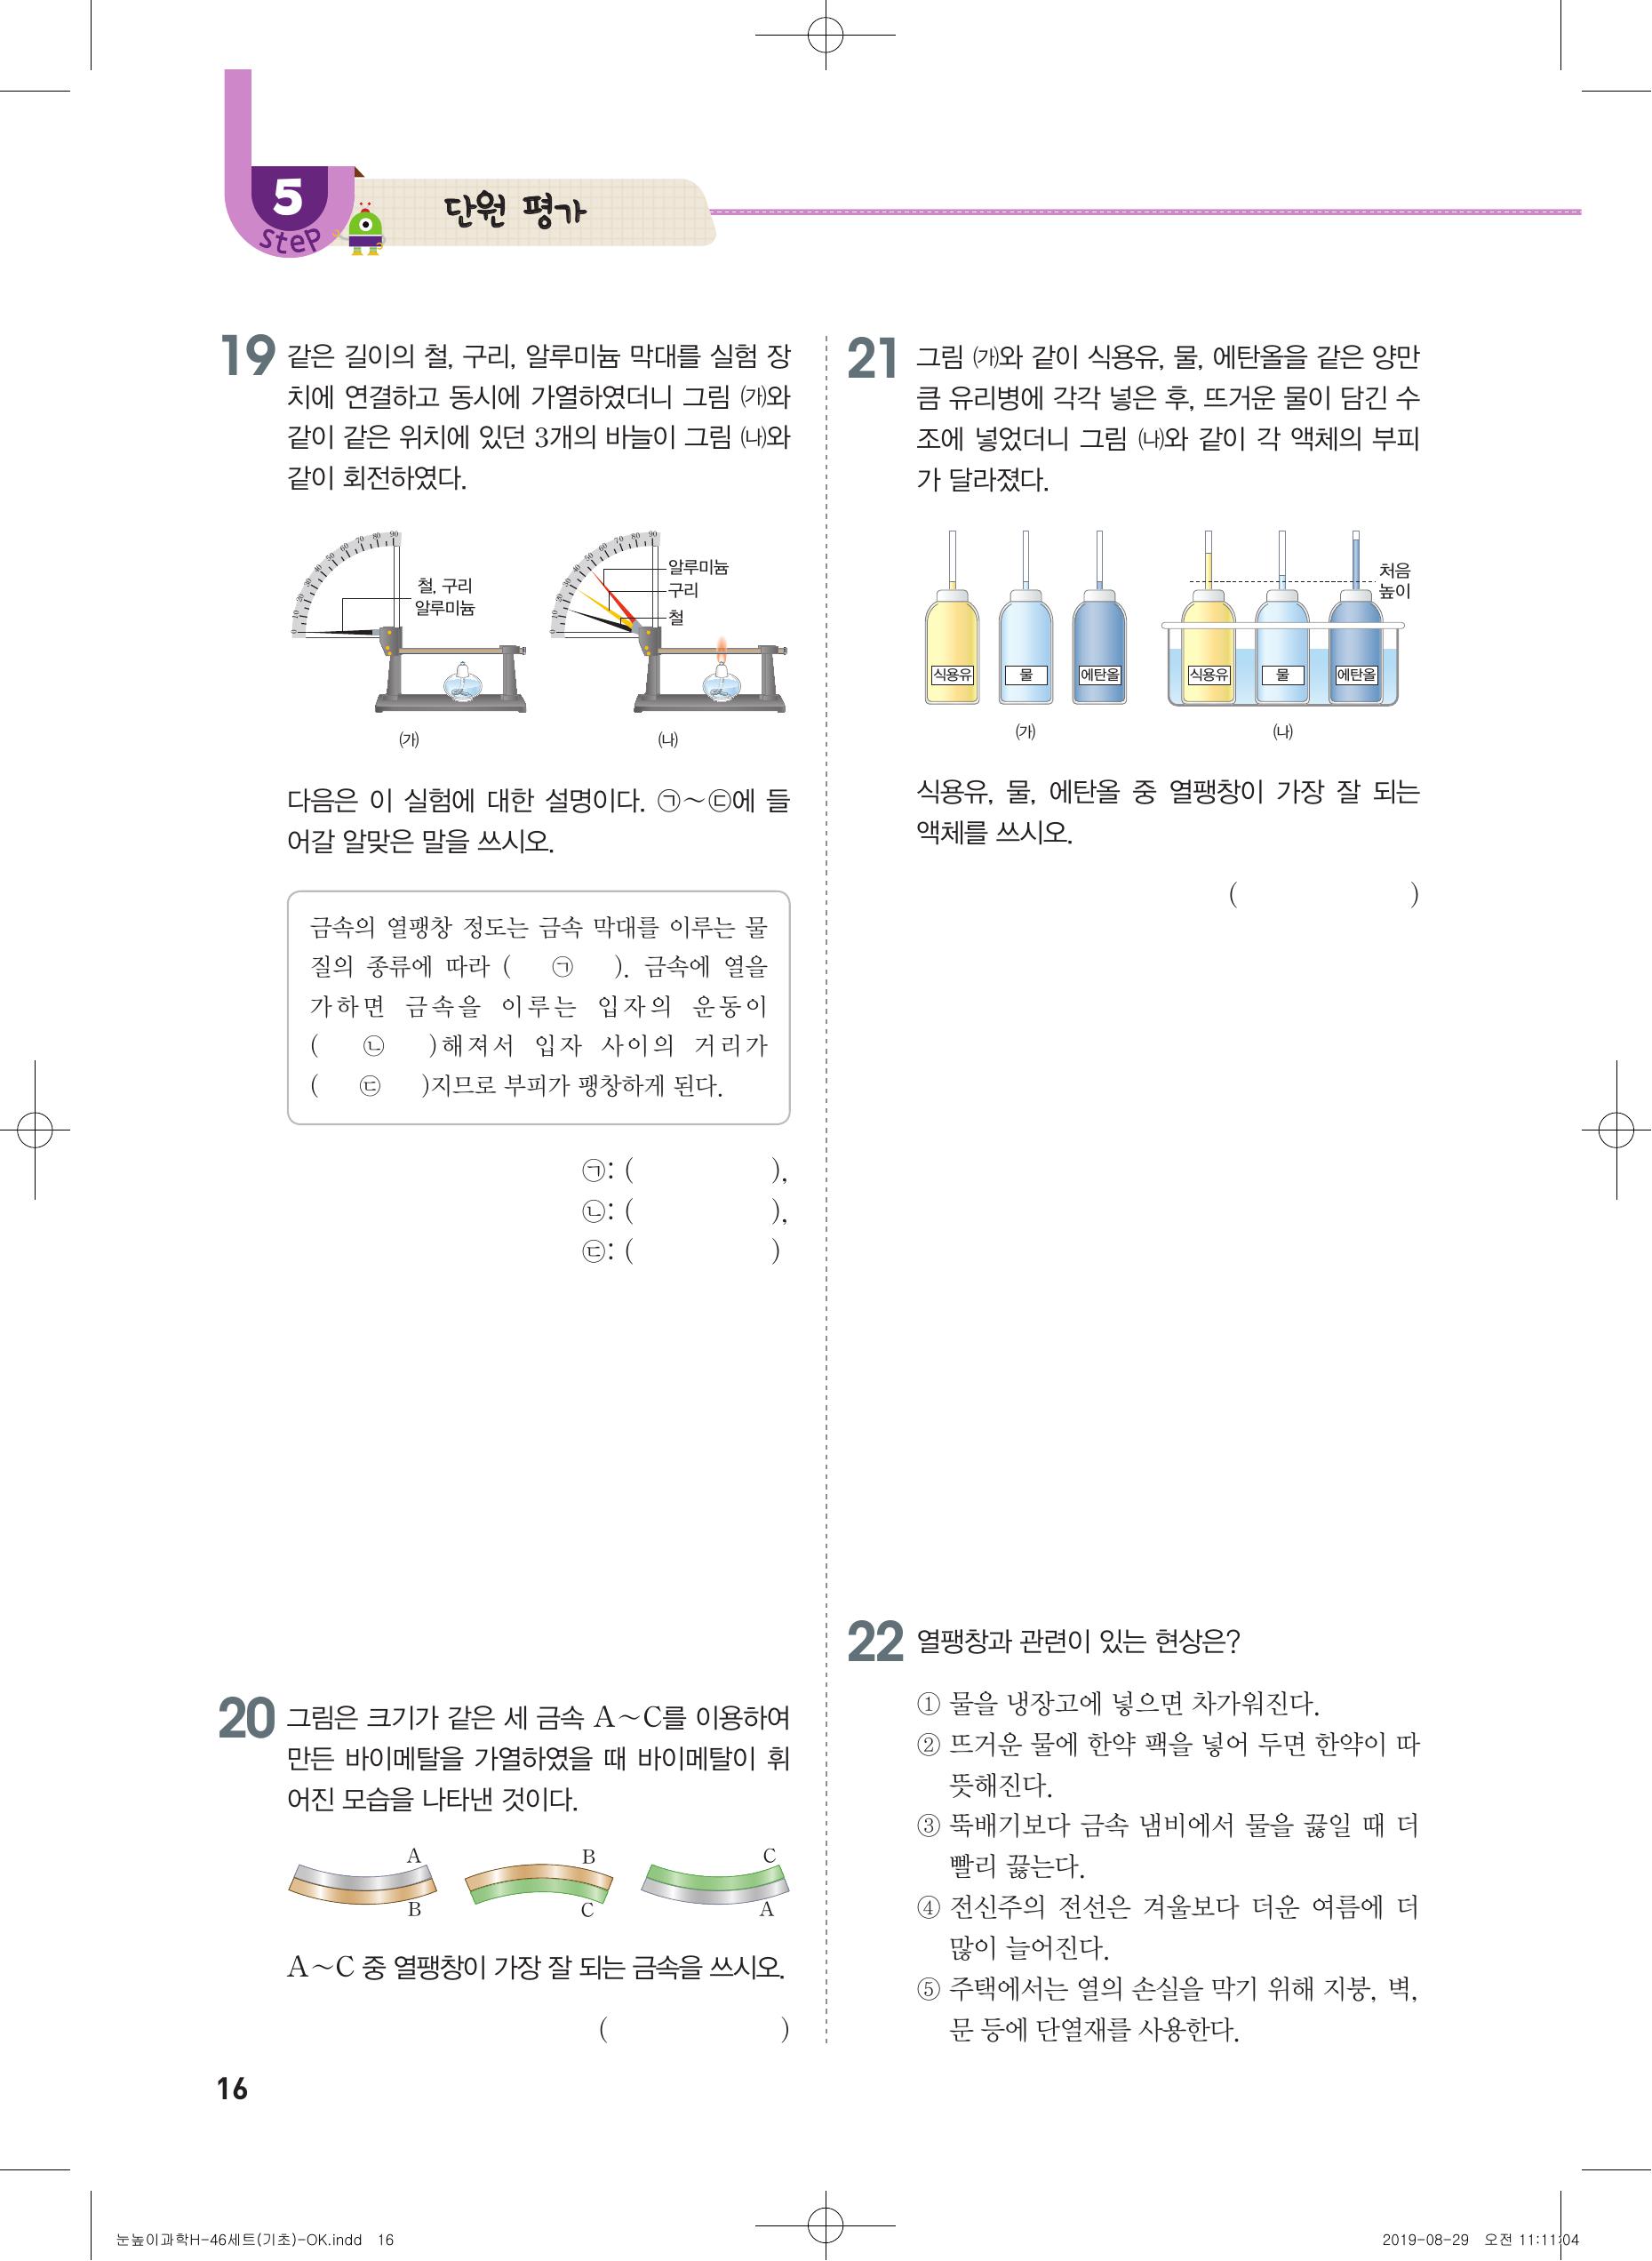 5
step
단원 평가
19 같은 길이의 철, 구리, 알루미늄 막대를 실험 장
치에 연결하고 동시에 가열하였더니 그림 ㈎와
같이 같은 위치에 있던 3개의 바늘이 그림 ㈏와
같이 회전하였다.
0 10 20 30 40 50 60 70 80 90
철, 구리
알루미늄
㈎
0 10 20 30 40 50 60 70 80 90
알루미늄
구리
철
㈏
다음은 이 실험에 대한 설명이다. ㉠~㉢에 들
어갈 알맞은 말을 쓰시오.
금속의 열팽창 정도는 금속 막대를 이루는 물
질의 종류에 따라 ( ㉠ ). 금속에 열을
가하면 금속을 이루는 입자의 운동이
( ㉡ )해져서 입자 사이의 거리가
( ㉢ )지므로 부피가 팽창하게 된다.
㉠: ( ),
㉡: ( ),
㉢: ( )
20 그림은 크기가 같은 세 금속 A~C를 이용하여
만든 바이메탈을 가열하였을 때 바이메탈이 휘
어진 모습을 나타낸 것이다.
A B C
B C A
A~C 중 열팽창이 가장 잘 되는 금속을 쓰시오.
( )
21 그림 ㈎와 같이 식용유, 물, 에탄올을 같은 양만
큼 유리병에 각각 넣은 후, 뜨거운 물이 담긴 수
조에 넣었더니 그림 ㈏와 같이 각 액체의 부피
가 달라졌다.
처음
높이
식용유 물 에탄올 식용유 물 에탄올
㈎ ㈏
식용유, 물, 에탄올 중 열팽창이 가장 잘 되는
액체를 쓰시오.
( )
22 열팽창과 관련이 있는 현상은?
① 물을 냉장고에 넣으면 차가워진다.
② 뜨거운 물에 한약 팩을 넣어 두면 한약이 따
뜻해진다.
③ 뚝배기보다 금속 냄비에서 물을 끓일 때 더
빨리 끓는다.
④ 전신주의 전선은 겨울보다 더운 여름에 더
많이 늘어진다.
⑤ 주택에서는 열의 손실을 막기 위해 지붕, 벽,
문 등에 단열재를 사용한다.
16
눈높이과학H-46세트(기초)-OK.indd 16
2019-08-29 오전 11:11:04